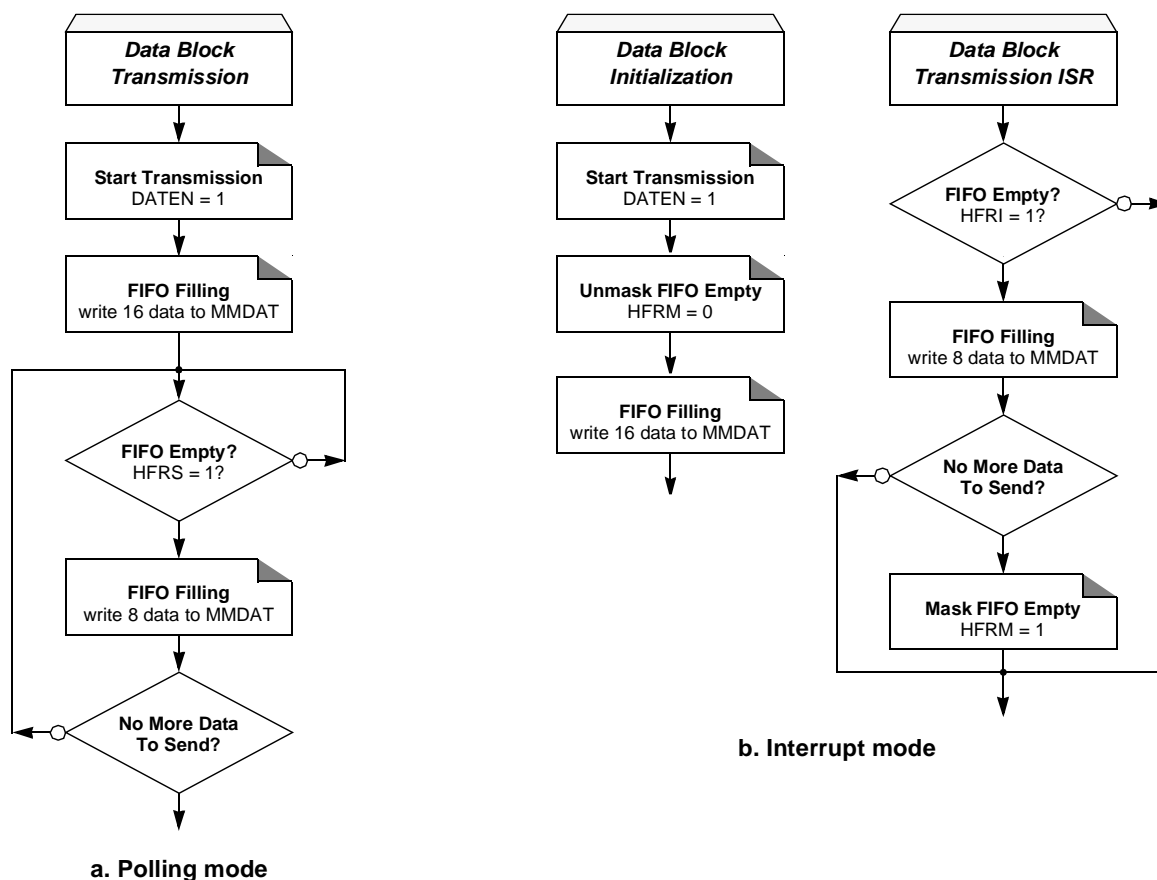 Data Block
Transmission
Start Transmission
DATEN = 1
FIFO Filling
write 16 data to MMDAT
FIFO Empty?
HFRS = 1?
FIFO Filling
write 8 data to MMDAT
No More Data
To Send?
a. Polling mode
Data Block
Initialization
Start Transmission
DATEN = 1
Unmask FIFO Empty
HFRM = 0
FIFO Filling
write 16 data to MMDAT
Data Block
Transmission ISR
FIFO Empty?
HFRI = 1?
FIFO Filling
write 8 data to MMDAT
No More Data
To Send?
Mask FIFO Empty
HFRM = 1
b. Interrupt mode